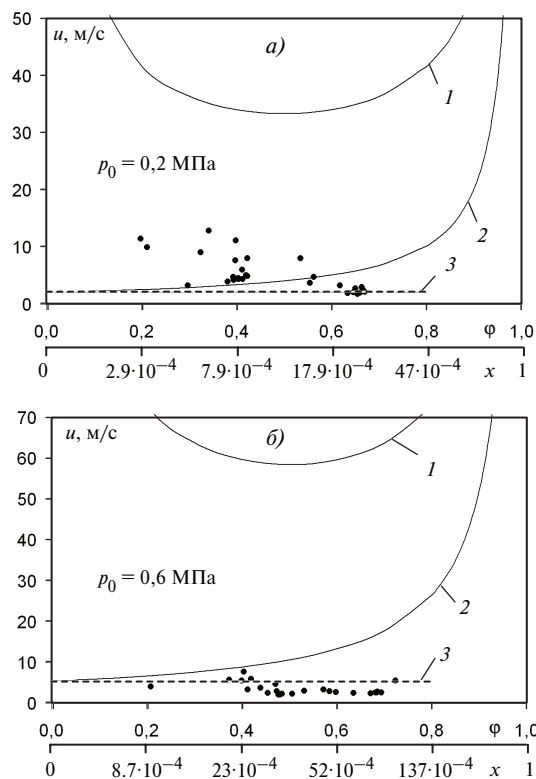 50
u, м/с
а)
40
1
30
p₀ = 0,2 МПа
20
2
10
3
0
0,0 0,2 0,4 0,6 0,8 φ 1,0
0 2.9·10⁻⁴ 7.9·10⁻⁴ 17.9·10⁻⁴ 47·10⁻⁴ x 1
70
u, м/с
б)
60
1
50
40
p₀ = 0,6 МПа
30
2
20
10
3
0
0 0,2 0,4 0,6 0,8 φ 1,0
0 8.7·10⁻⁴ 23·10⁻⁴ 52·10⁻⁴ 137·10⁻⁴ x 1